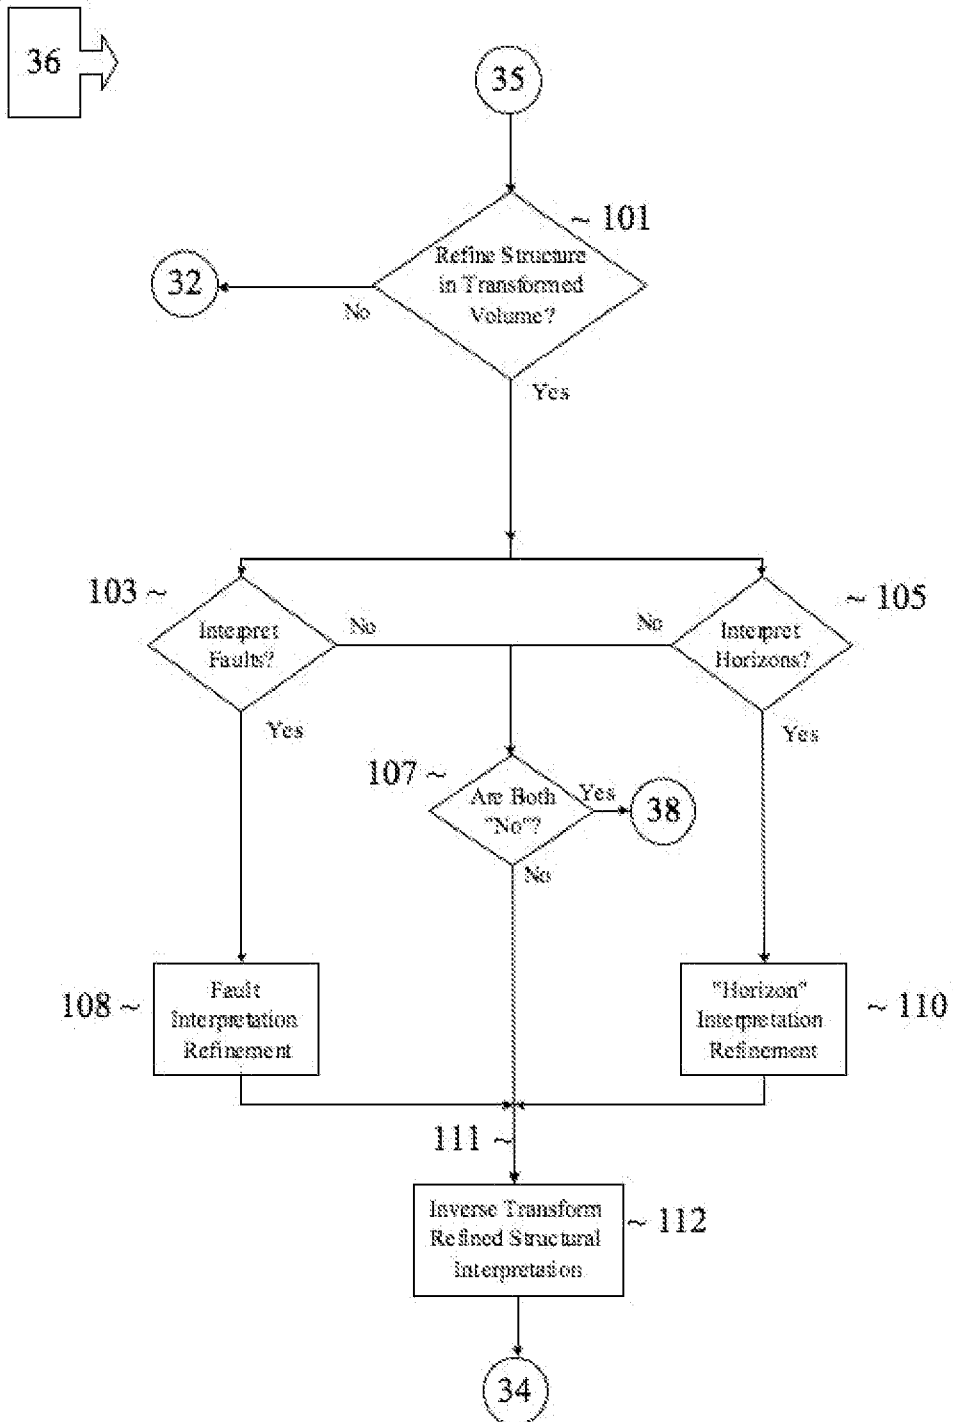 36
35
~ 101
Refine Structure
in Transformed
Volume?
32
No
Yes
103 ~
~ 105
Interpret
Faults?
No
No
Interpret
Horizons?
Yes
Yes
107 ~
Are Both
"No"?
Yes
38
No
108 ~
Fault
Interpretation
Refinement
"Horizon"
Interpretation
Refinement
~ 110
111 ~
Inverse Transform
Refined Structural
Interpretation
~ 112
34